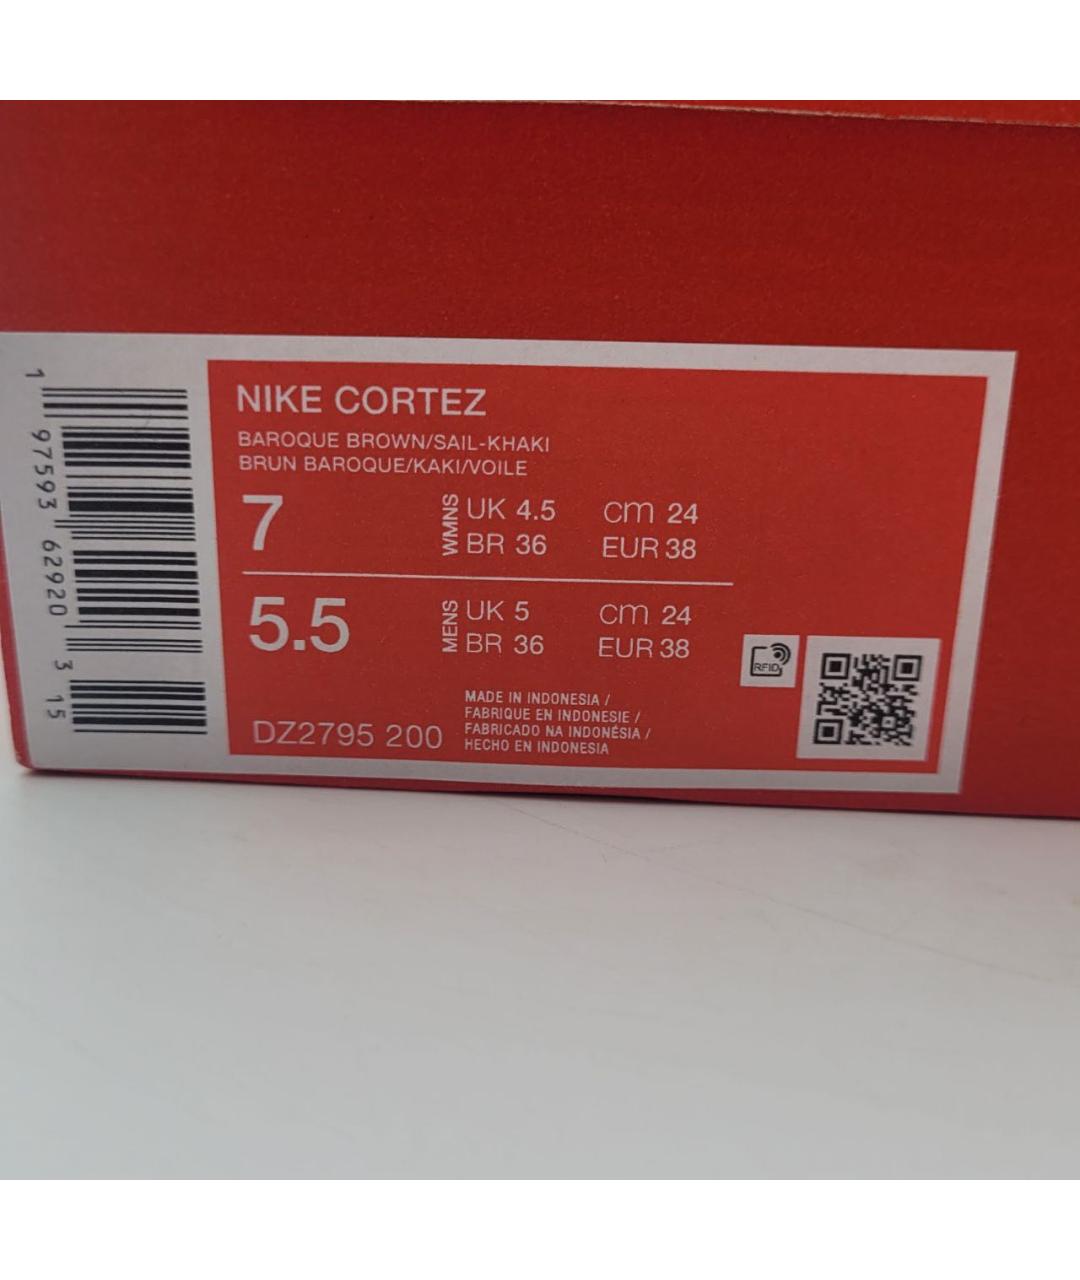 NIKE CORTEZ
BAROQUE BROWN/SAIL-KHAKI
BRUN BAROQUE/KAKI/VOILE
7 WMNS UK 4.5 cm 24
BR 36 EUR 38
5.5 MENS UK 5 cm 24
BR 36 EUR 38
DZ2795 200
MADE IN INDONESIA /
FABRIQUE EN INDONESIE /
FABRICADO NA INDONÉSIA /
HECHO EN INDONESIA
RFID
1 97593 62920 3 15